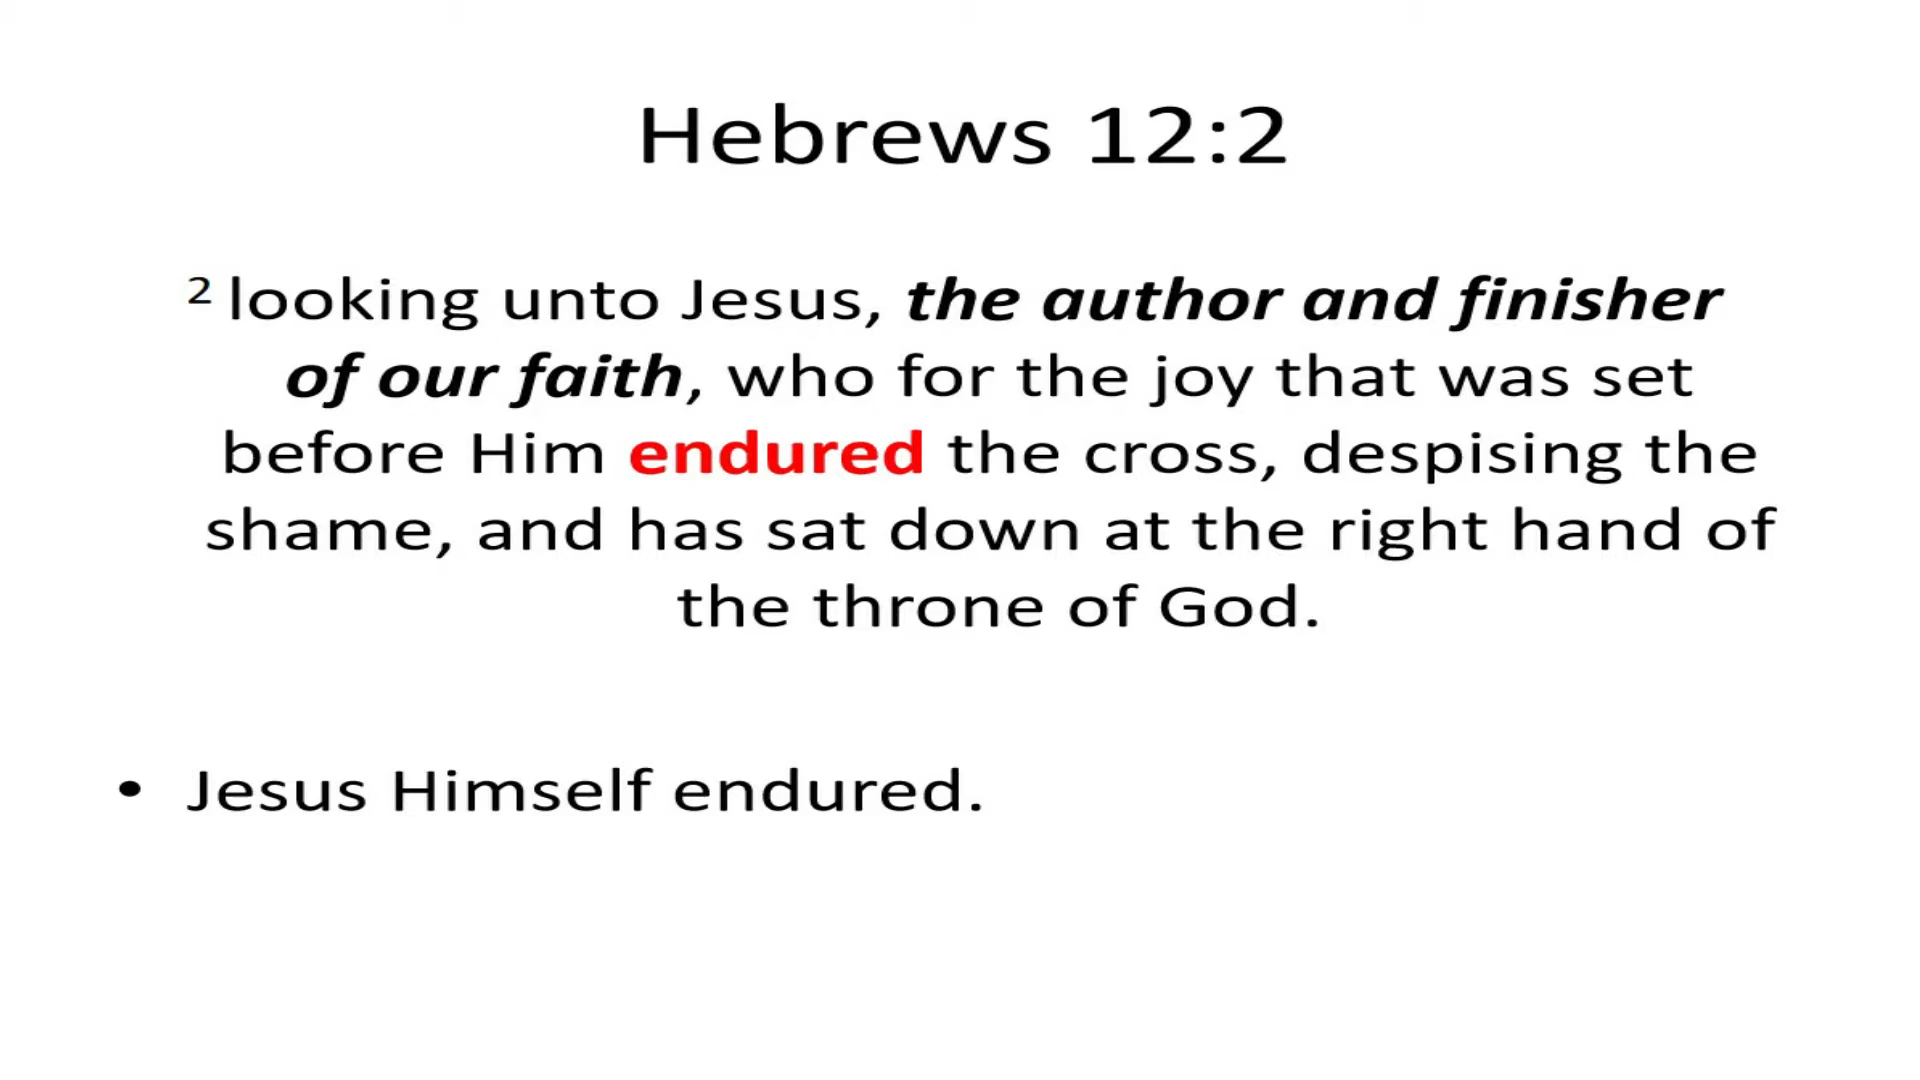 Hebrews 12:2
2 looking unto Jesus, the author and finisher
of our faith, who for the joy that was set
before Him endured the cross, despising the
shame, and has sat down at the right hand of
the throne of God.
• Jesus Himself endured.